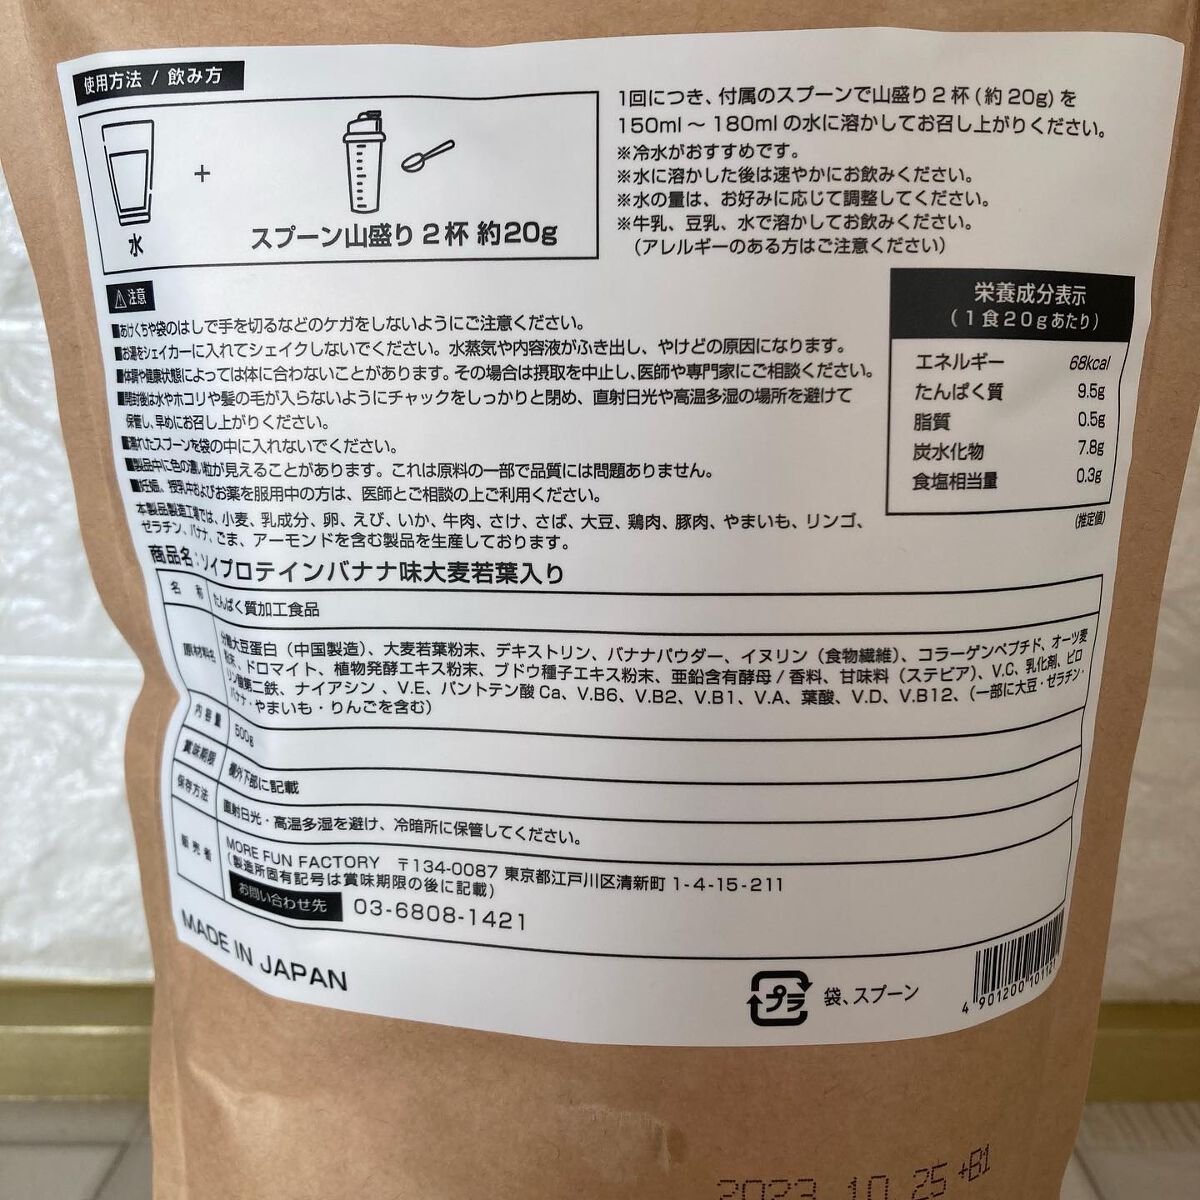 使用方法 / 飲み方
水
+
スプーン山盛り2杯 約20g
1回につき、付属のスプーンで山盛り2杯(約20g)を
150ml～180mlの水に溶かしてお召し上がりください。
※冷水がおすすめです。
※水に溶かした後は速やかにお飲みください。
※水の量は、お好みに応じて調整してください。
※牛乳、豆乳、水で溶かしてお飲みください。
(アレルギーのある方はご注意ください)
⚠注意
■あけくちや袋のはしで手を切るなどのケガをしないようにご注意ください。
■お湯をシェイカーに入れてシェイクしないでください。水蒸気や内容液がふき出し、やけどの原因になります。
■体調や健康状態によっては体に合わないことがあります。その場合は摂取を中止し、医師や専門家にご相談ください。
■開封後は水やホコリや髪の毛が入らないようにチャックをしっかりと閉め、直射日光や高温多湿の場所を避けて
保管し、早めにお召し上がりください。
■濡れたスプーンを袋の中に入れないでください。
■製品中に色の濃い粒が見えることがあります。これは原料の一部で品質には問題ありません。
■妊娠、授乳中およびお薬を服用中の方は、医師とご相談の上ご利用ください。
本製品製造工場では、小麦、乳成分、卵、えび、いか、牛肉、さけ、さば、大豆、鶏肉、豚肉、やまいも、リンゴ、
ゼラチン、バナナ、ごま、アーモンドを含む製品を生産しております。
栄養成分表示
(1食20gあたり)
エネルギー 68kcal
たんぱく質 9.5g
脂質 0.5g
炭水化物 7.8g
食塩相当量 0.3g
(推定値)
商品名：ソイプロテインバナナ味大麦若葉入り
名称 たんぱく質加工食品
原材料名 分離大豆蛋白(中国製造)、大麦若葉粉末、デキストリン、バナナパウダー、イヌリン(食物繊維)、コラーゲンペプチド、オーツ麦
粉末、ドロマイト、植物発酵エキス粉末、ブドウ種子エキス粉末、亜鉛含有酵母/香料、甘味料(ステビア)、V.C、乳化剤、ピロ
リン酸第二鉄、ナイアシン、V.E、パントテン酸Ca、V.B6、V.B2、V.B1、V.A、葉酸、V.D、V.B12、(一部に大豆・ゼラチン・
バナナ・やまいも・りんごを含む)
内容量 500g
賞味期限 欄外下部に記載
保存方法 直射日光・高温多湿を避け、冷暗所に保管してください。
販売者 MORE FUN FACTORY 〒134-0087 東京都江戸川区清新町1-4-15-211
(製造所固有記号は賞味期限の後に記載)
お問い合わせ先 03-6808-1421
MADE IN JAPAN
プラ
袋、スプーン
2023.10.25+B1